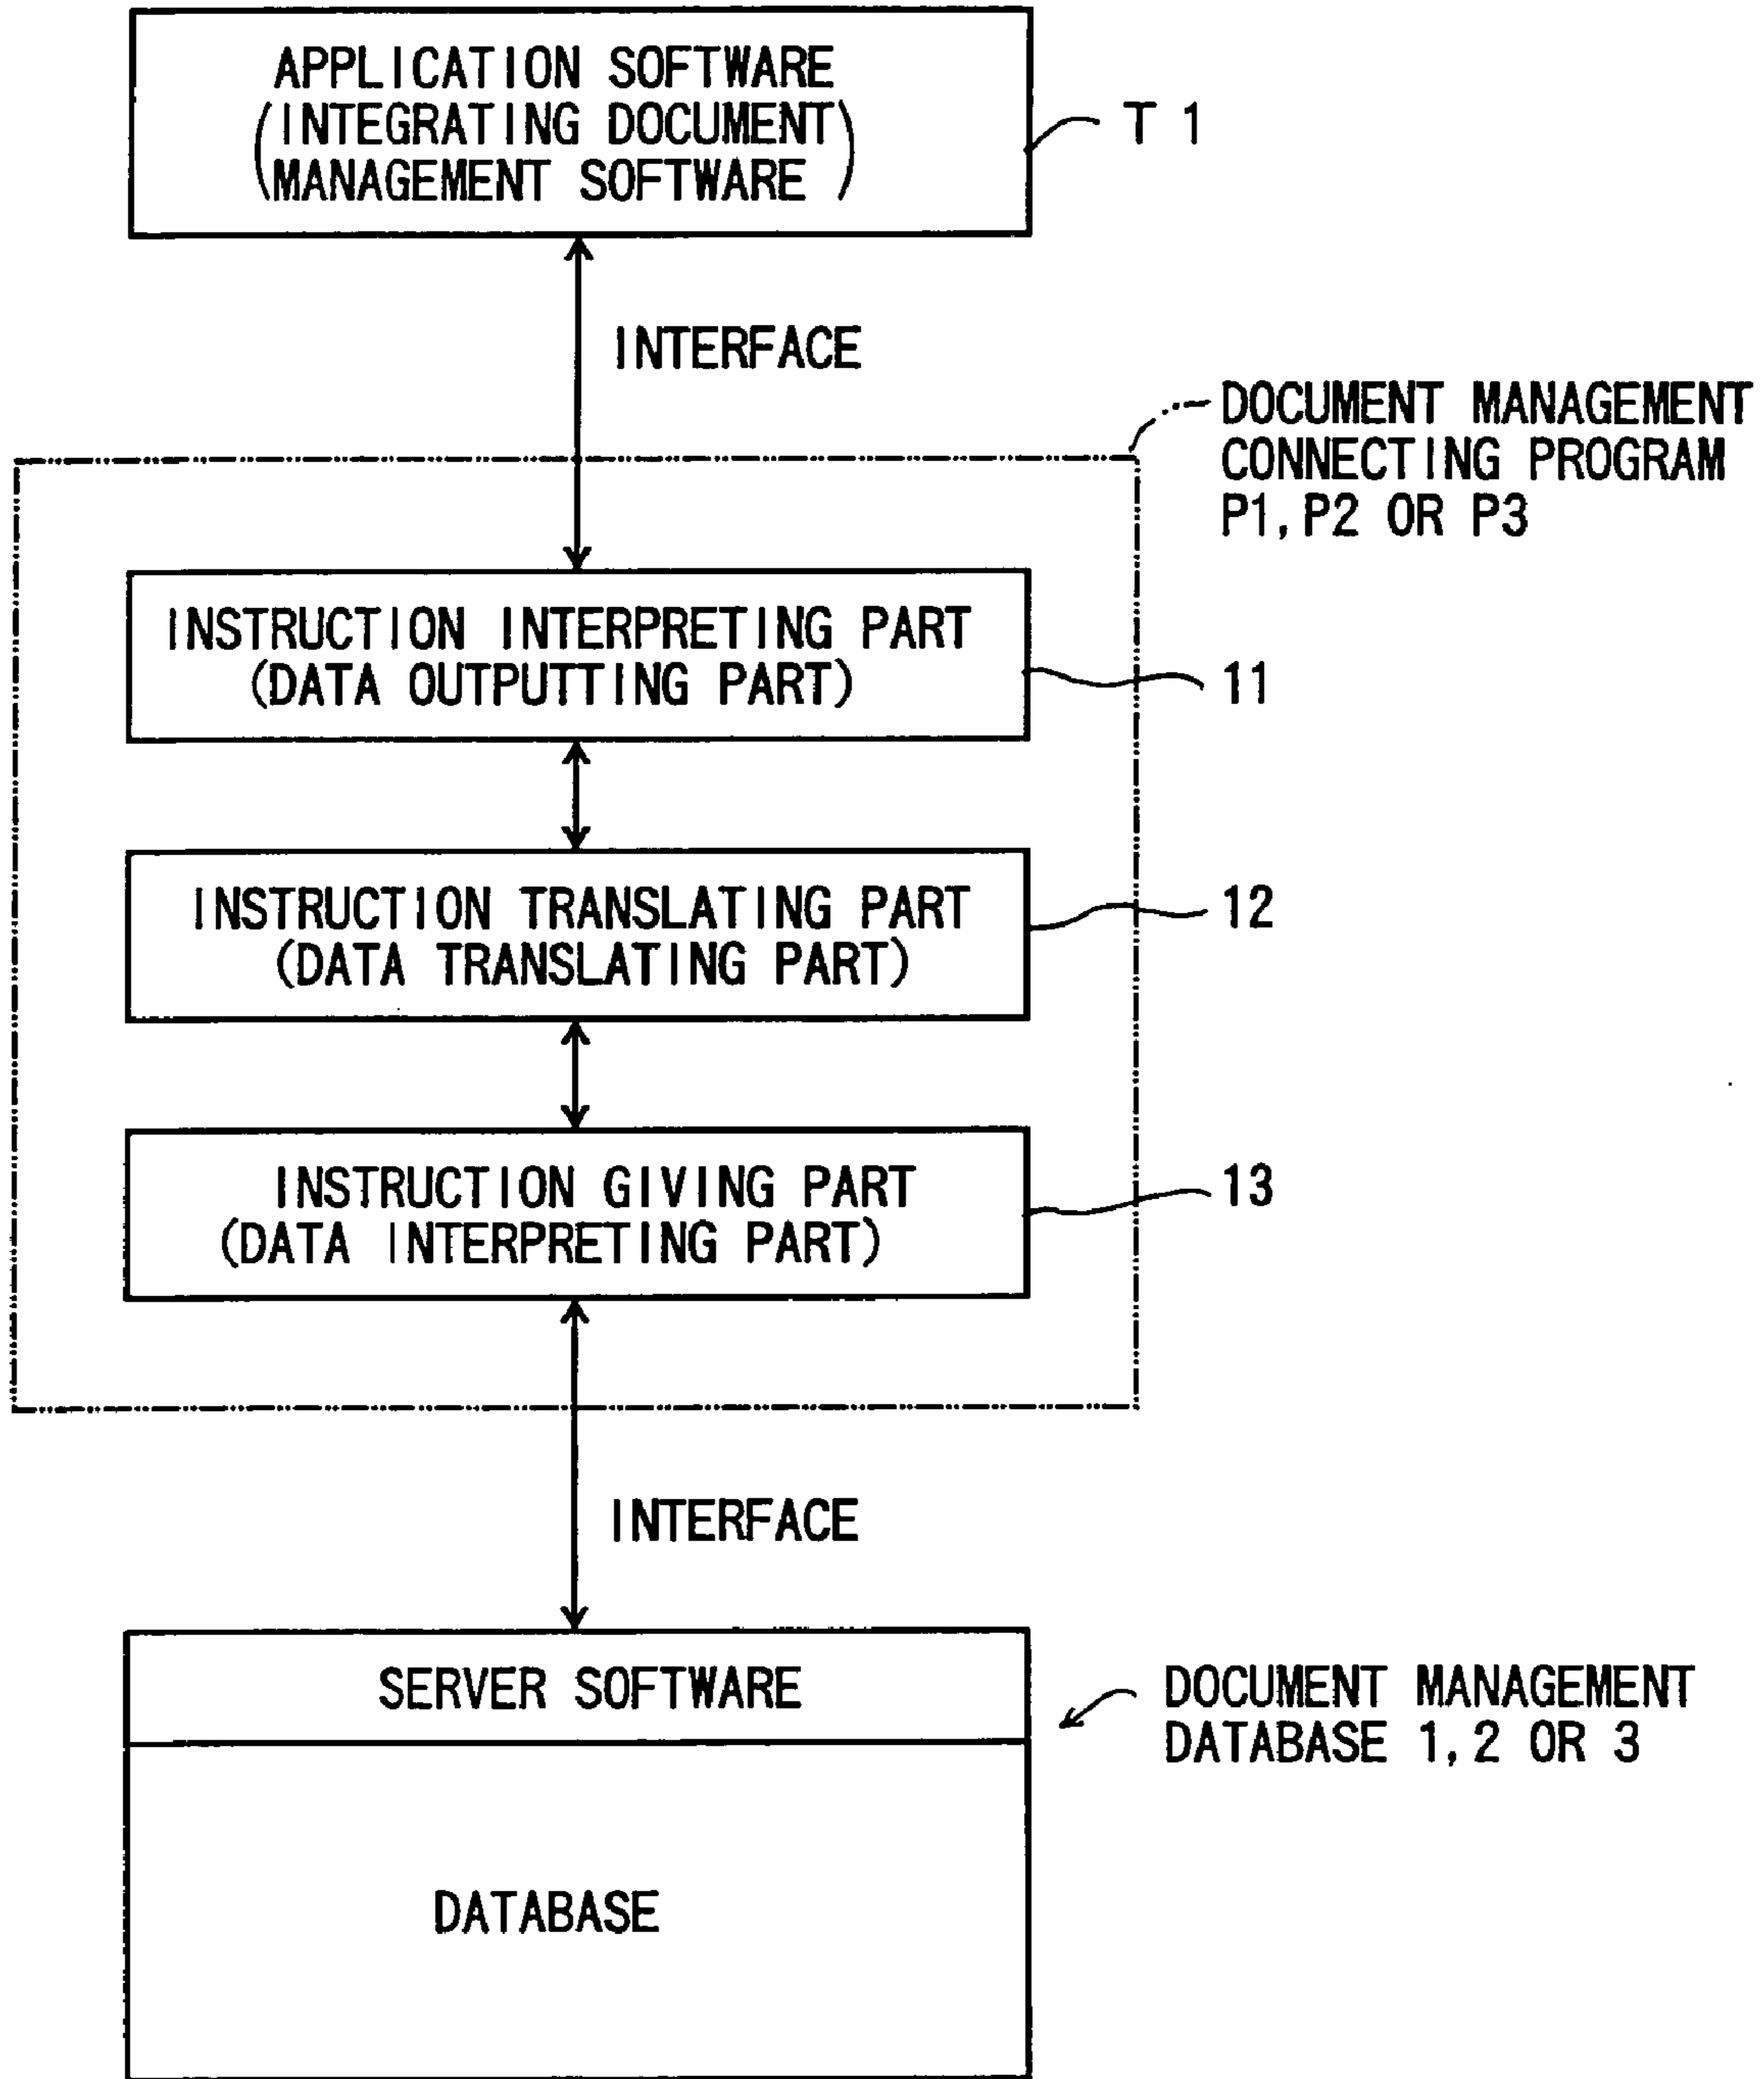 APPLICATION SOFTWARE
(INTEGRATING DOCUMENT
MANAGEMENT SOFTWARE)
T 1
INTERFACE
DOCUMENT MANAGEMENT
CONNECTING PROGRAM
P1, P2 OR P3
INSTRUCTION INTERPRETING PART
(DATA OUTPUTTING PART)
11
INSTRUCTION TRANSLATING PART
(DATA TRANSLATING PART)
12
INSTRUCTION GIVING PART
(DATA INTERPRETING PART)
13
INTERFACE
SERVER SOFTWARE
DOCUMENT MANAGEMENT
DATABASE 1, 2 OR 3
DATABASE